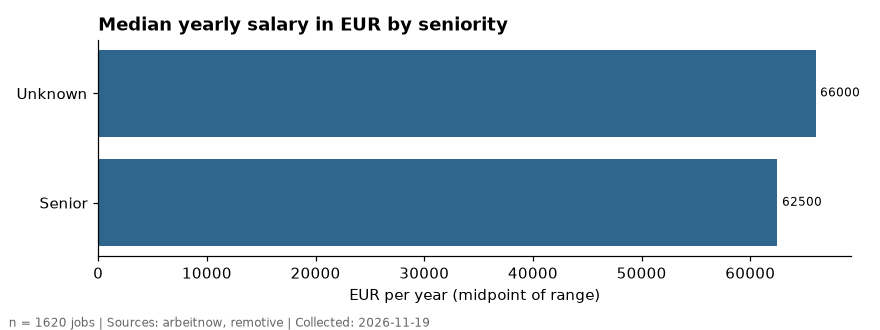 Median yearly salary in EUR by seniority
Unknown
66000
Senior
62500
0 10000 20000 30000 40000 50000 60000
EUR per year (midpoint of range)
n = 1620 jobs | Sources: arbeitnow, remotive | Collected: 2026-11-19